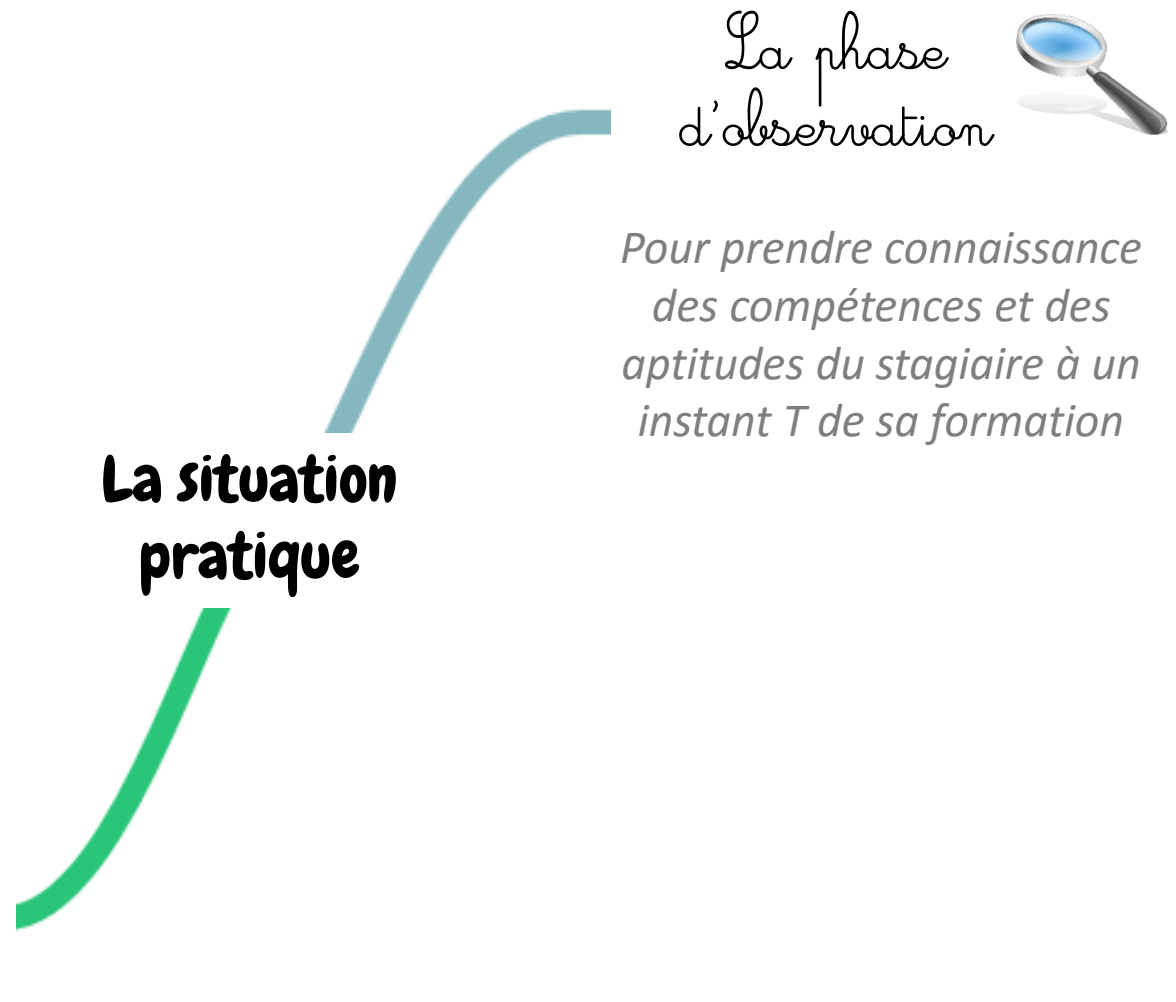 La phase
d'observation
Pour prendre connaissance
des compétences et des
aptitudes du stagiaire à un
instant T de sa formation
La situation
pratique